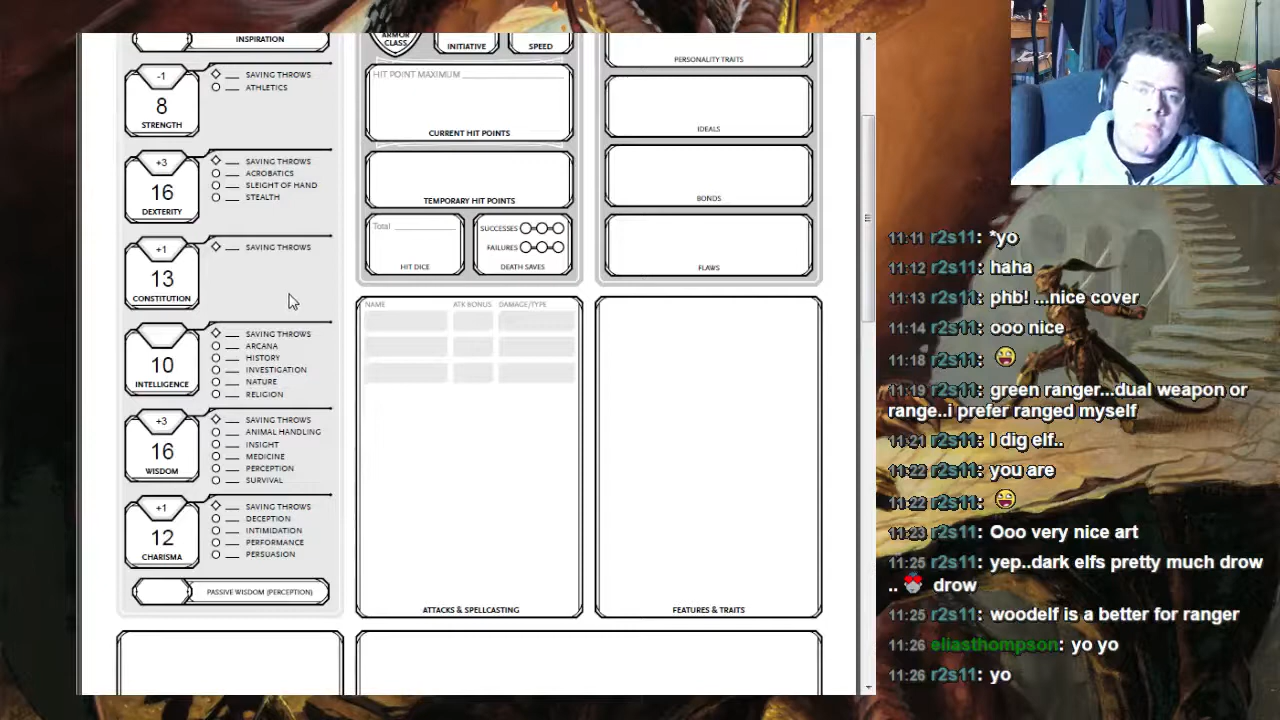 INSPIRATION
-1
8
STRENGTH
SAVING THROWS
ATHLETICS
+3
16
DEXTERITY
SAVING THROWS
ACROBATICS
SLEIGHT OF HAND
STEALTH
+1
13
CONSTITUTION
SAVING THROWS
10
INTELLIGENCE
SAVING THROWS
ARCANA
HISTORY
INVESTIGATION
NATURE
RELIGION
+3
16
WISDOM
SAVING THROWS
ANIMAL HANDLING
INSIGHT
MEDICINE
PERCEPTION
SURVIVAL
+1
12
CHARISMA
SAVING THROWS
DECEPTION
INTIMIDATION
PERFORMANCE
PERSUASION
PASSIVE WISDOM (PERCEPTION)
ARMOR
CLASS
INITIATIVE
SPEED
HIT POINT MAXIMUM
CURRENT HIT POINTS
TEMPORARY HIT POINTS
Total
HIT DICE
SUCCESSES
FAILURES
DEATH SAVES
NAME ATK BONUS DAMAGE/TYPE
ATTACKS & SPELLCASTING
PERSONALITY TRAITS
IDEALS
BONDS
FLAWS
FEATURES & TRAITS
11:11 r2s11: *yo
11:12 r2s11: haha
11:13 r2s11: phb! ...nice cover
11:14 r2s11: ooo nice
11:18 r2s11:
11:19 r2s11: green ranger...dual weapon or
range..i prefer ranged myself
11:21 r2s11: I dig elf..
11:22 r2s11: you are
11:22 r2s11:
11:23 r2s11: Ooo very nice art
11:25 r2s11: yep..dark elfs pretty much drow
.. drow
11:25 r2s11: woodelf is a better for ranger
11:26 eliasthompson: yo yo
11:26 r2s11: yo